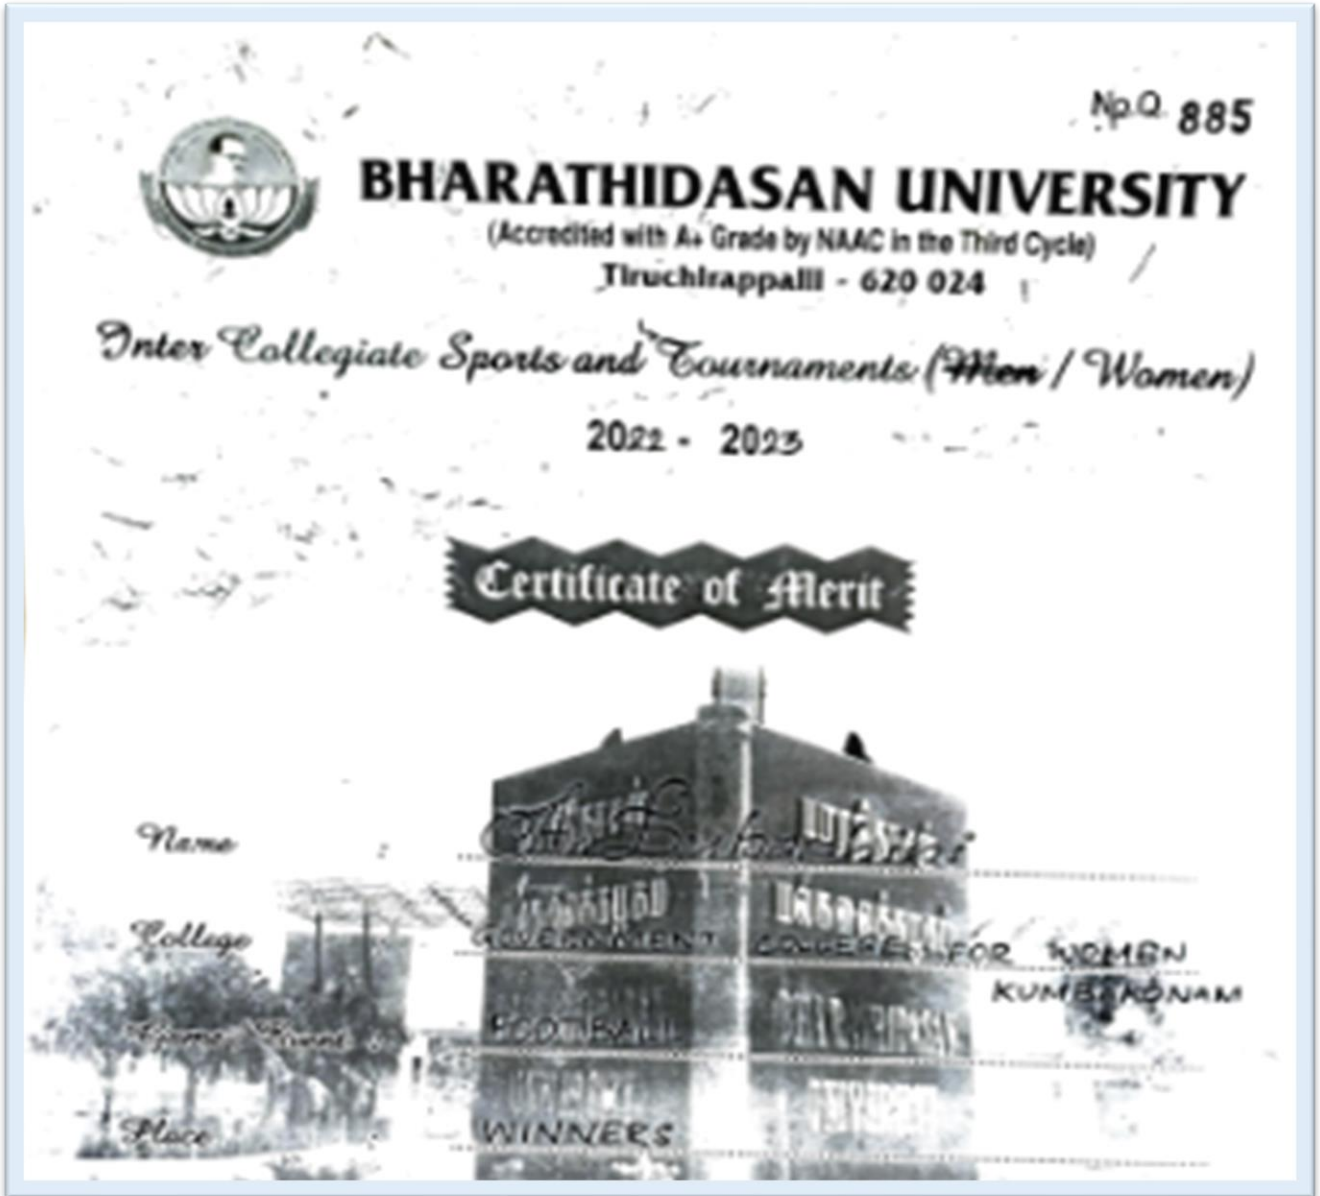 No. 885
BHARATHIDASAN UNIVERSITY
(Accredited with A+ Grade by NAAC in the Third Cycle)
Tiruchirappalli - 620 024
Inter Collegiate Sports and Tournaments (Men / Women)
2022 - 2023
Certificate of Merit
Name :
College GOVERNMENT COLLEGE FOR WOMEN
KUMBAKONAM
Game / Event : FOOTBALL
Place WINNERS